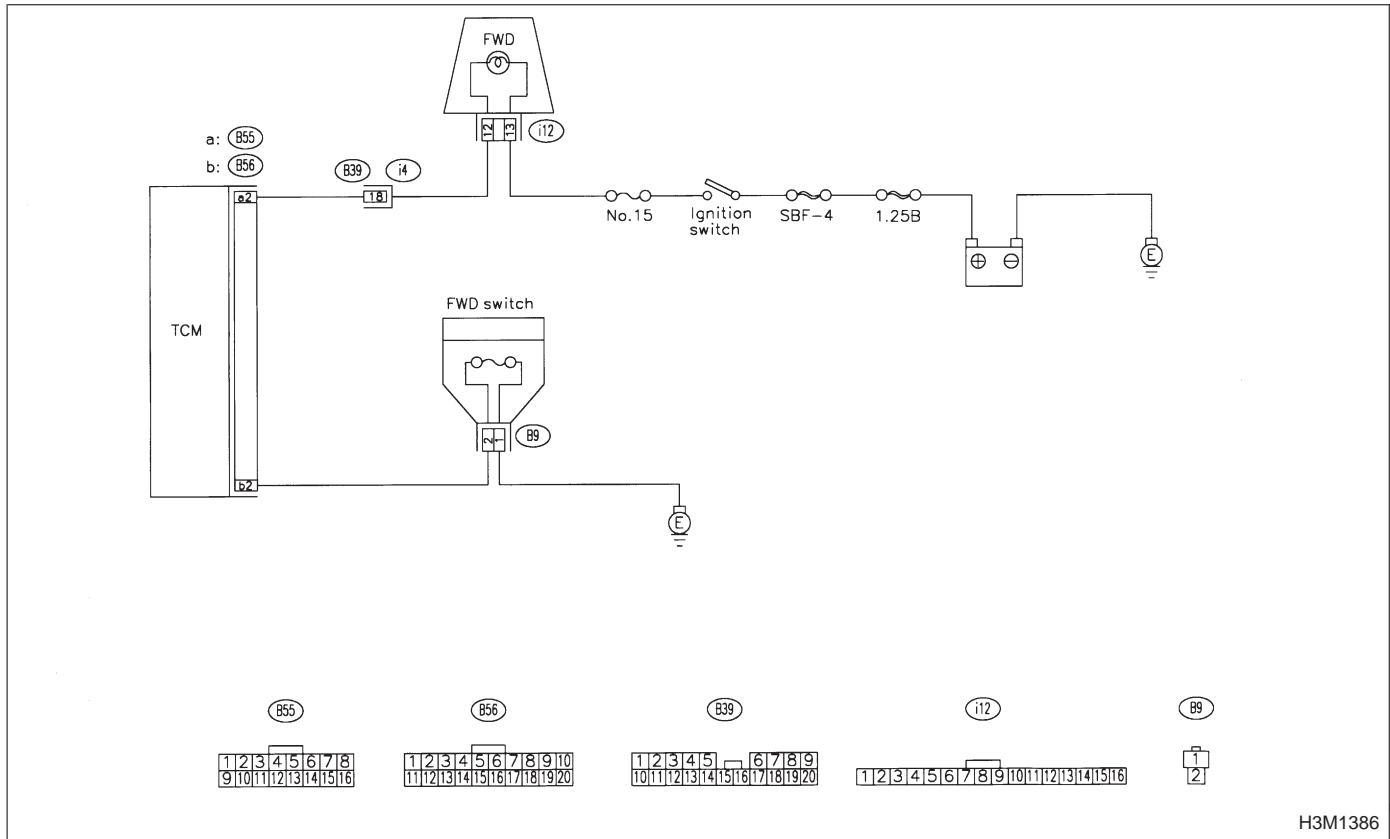 FWD
12 13
i12
a: B55
b: B56
B39 i4
a2
18
No.15
Ignition
switch
SBF-4
1.25B
⊕ ⊖
E
FWD switch
TCM
2 1
B9
b2
E
B55
B56
B39
i12
B9
1 2 3 4 5 6 7 8
9 10 11 12 13 14 15 16
1 2 3 4 5 6 7 8 9 10
11 12 13 14 15 16 17 18 19 20
1 2 3 4 5 6 7 8 9
10 11 12 13 14 15 16 17 18 19 20
1 2 3 4 5 6 7 8 9 10 11 12 13 14 15 16
1
2
H3M1386